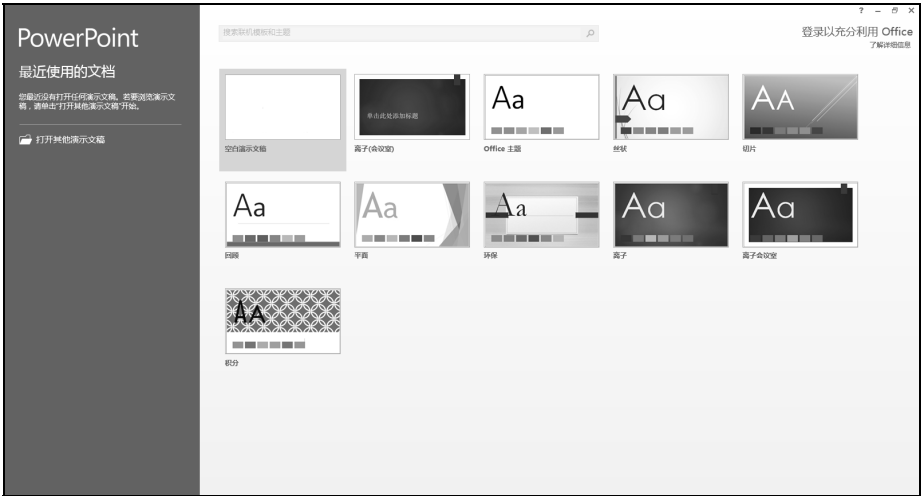 PowerPoint
最近使用的文档
您最近没有打开任何演示文稿。若要浏览演示文
稿，请单击“打开其他演示文稿”开始。
打开其他演示文稿
? – ×
搜索联机模板和主题
登录以充分利用 Office
了解详细信息
单击此处添加标题
Aa
Aa
AA
空白演示文稿
离子(会议室)
Office 主题
丝状
切片
Aa
Aa
Aa
Aa
Aa
回顾
平面
环保
离子
离子会议室
AA
积分